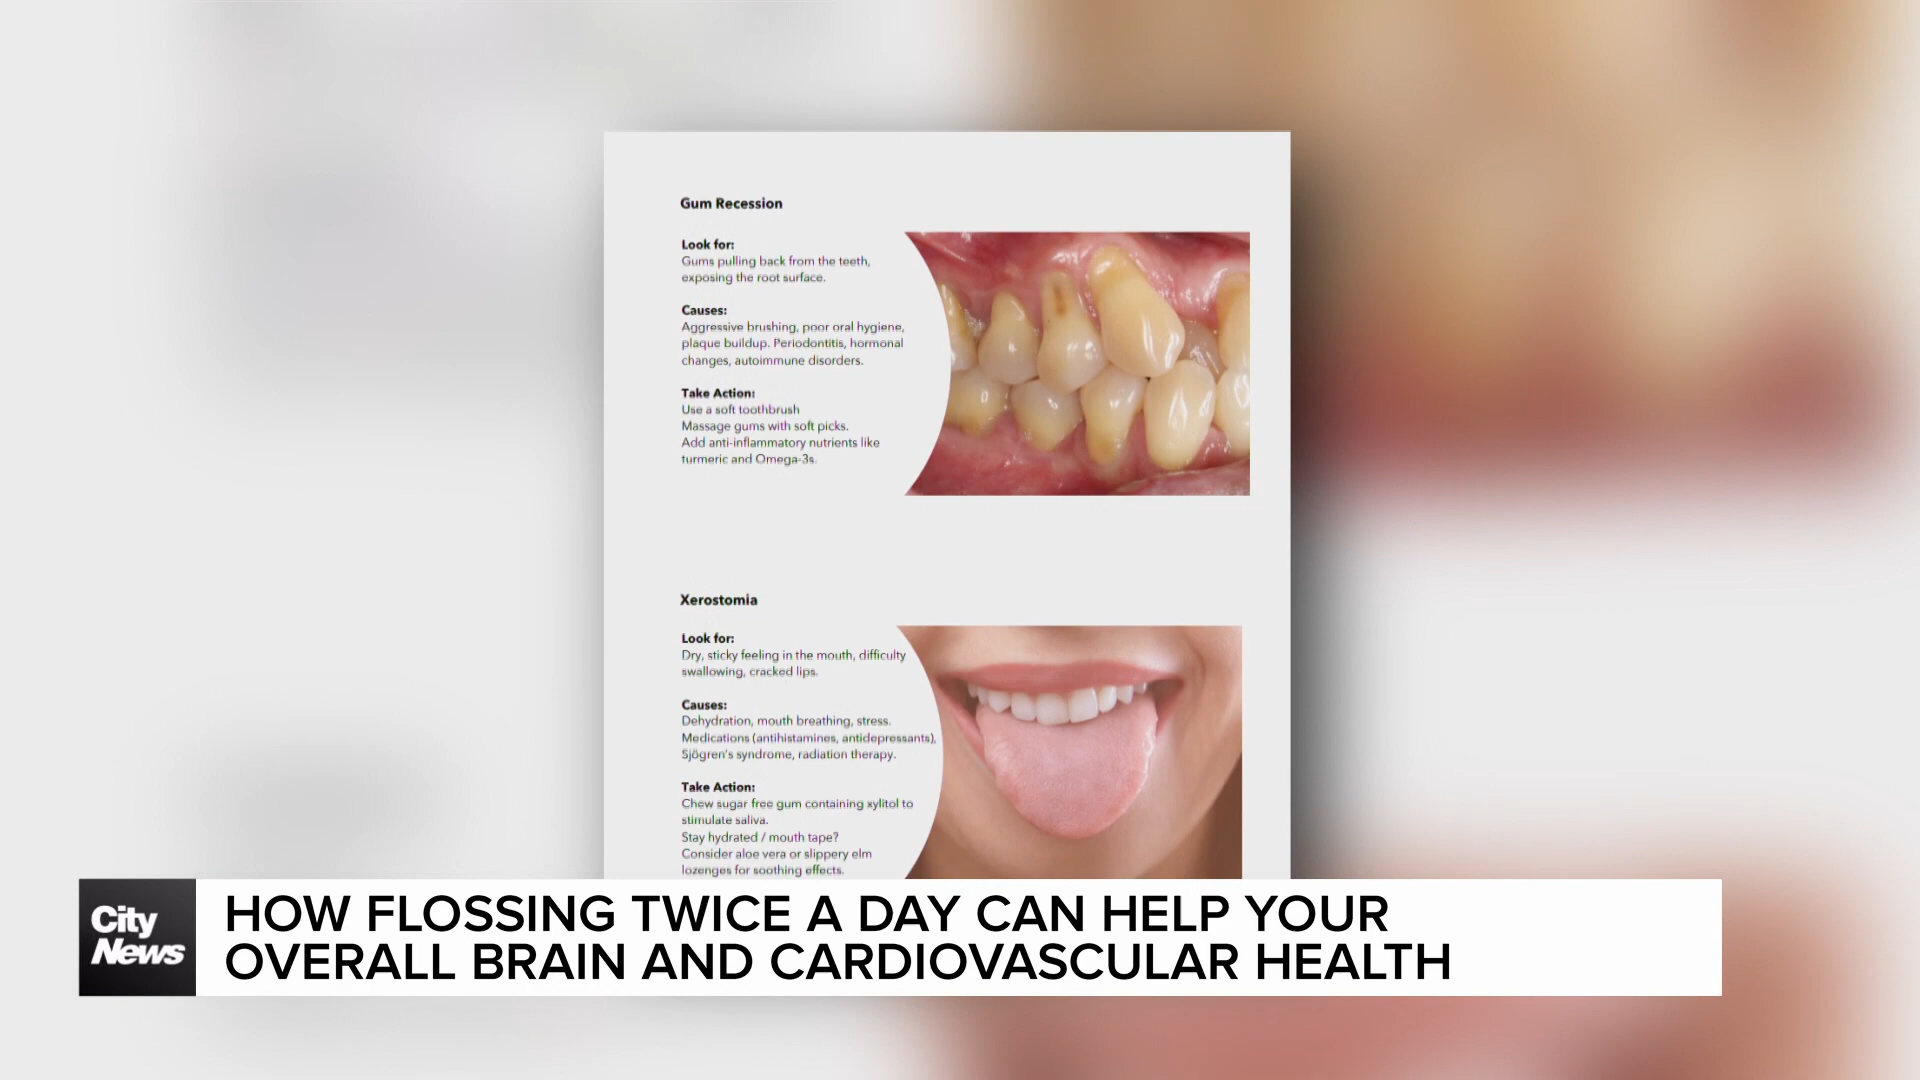 Gum Recession
Look for:
Gums pulling back from the teeth,
exposing the root surface.
Causes:
Aggressive brushing, poor oral hygiene,
plaque buildup. Periodontitis, hormonal
changes, autoimmune disorders.
Take Action:
Use a soft toothbrush
Massage gums with soft picks.
Add anti-inflammatory nutrients like
turmeric and Omega-3s.
Xerostomia
Look for:
Dry, sticky feeling in the mouth, difficulty
swallowing, cracked lips.
Causes:
Dehydration, mouth breathing, stress.
Medications (antihistamines, antidepressants),
Sjögren's syndrome, radiation therapy.
Take Action:
Chew sugar free gum containing xylitol to
stimulate saliva.
Stay hydrated / mouth tape?
Consider aloe vera or slippery elm
lozenges for soothing effects.
City
News
HOW FLOSSING TWICE A DAY CAN HELP YOUR
OVERALL BRAIN AND CARDIOVASCULAR HEALTH